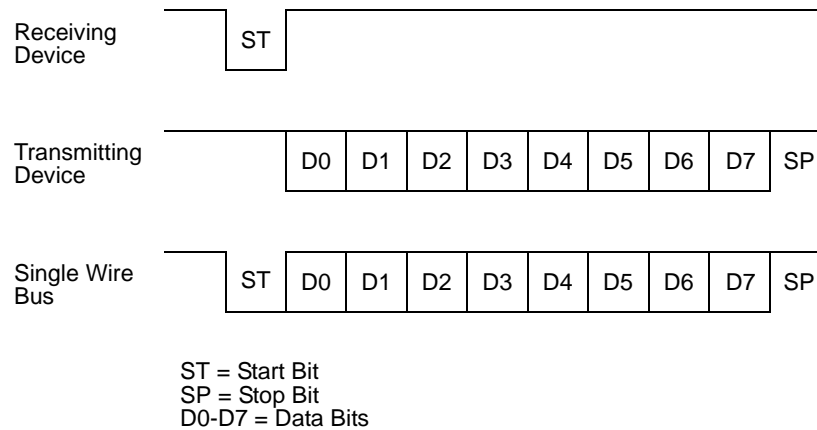 Receiving
Device
ST
Transmitting
Device
D0 D1 D2 D3 D4 D5 D6 D7 SP
Single Wire
Bus
ST D0 D1 D2 D3 D4 D5 D6 D7 SP
ST = Start Bit
SP = Stop Bit
D0-D7 = Data Bits